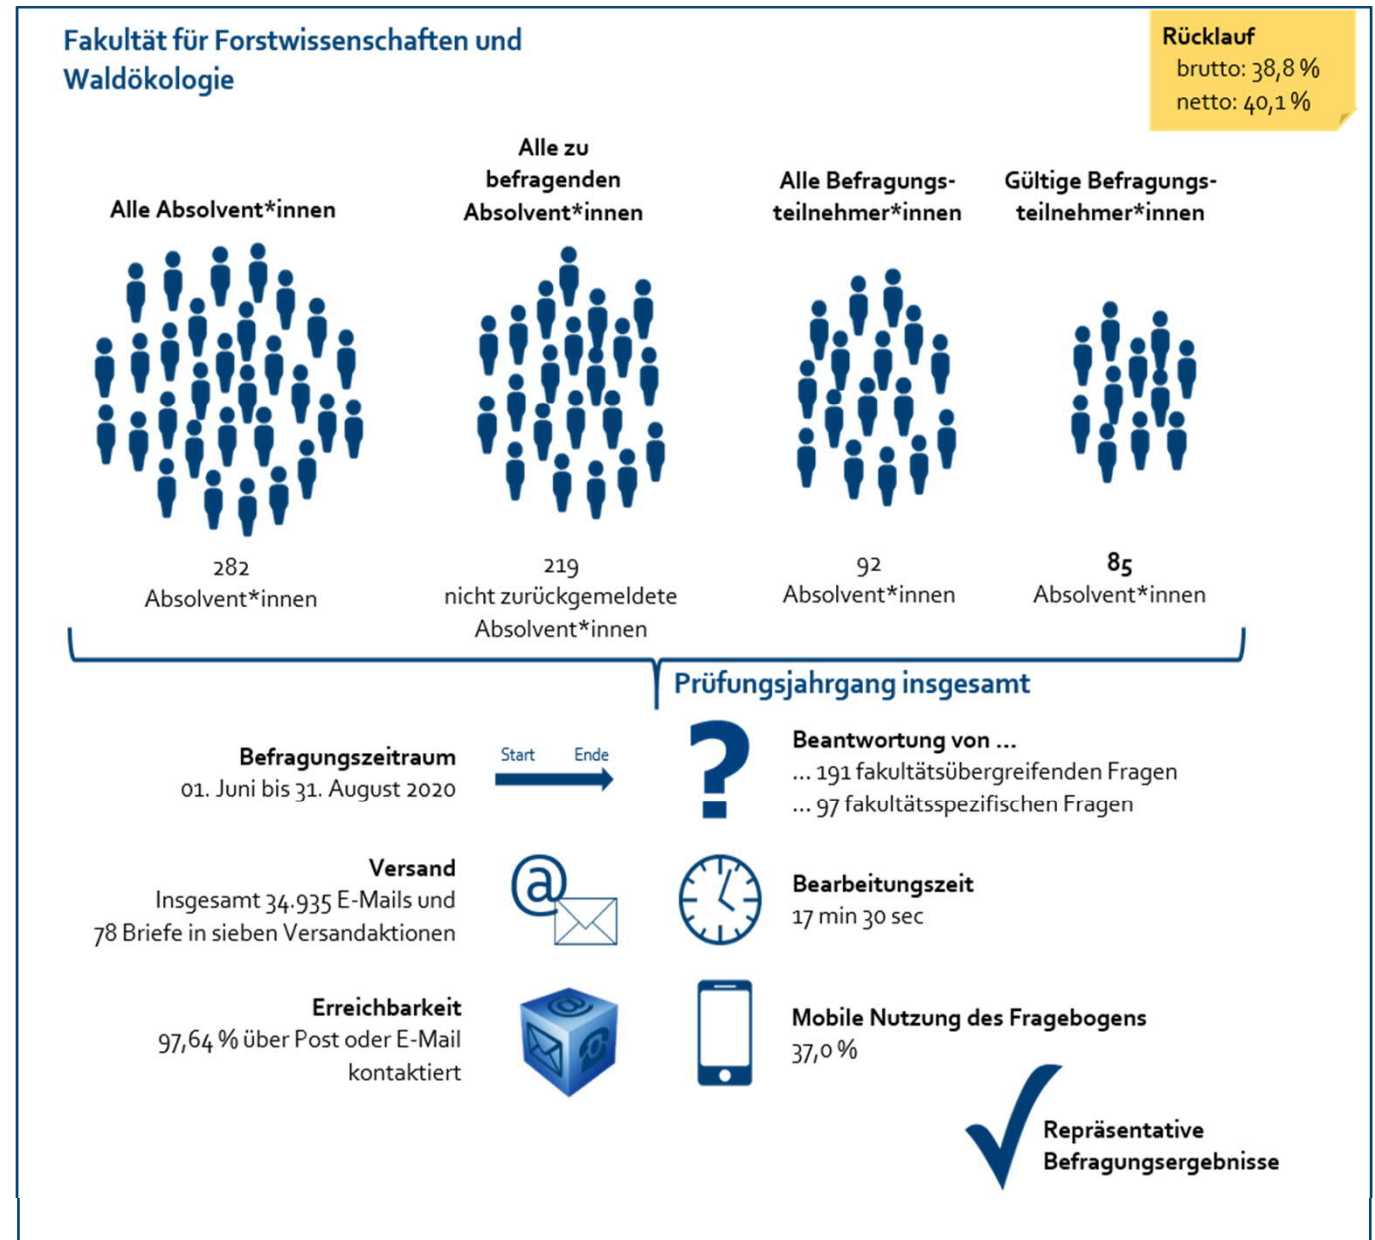 Fakultät für Forstwissenschaften und
Waldökologie
Rücklauf
brutto: 38,8 %
netto: 40,1 %
Alle Absolvent*innen
Alle zu
befragenden
Absolvent*innen
Alle Befragungs-
teilnehmer*innen
Gültige Befragungs-
teilnehmer*innen
282
Absolvent*innen
219
nicht zurückgemeldete
Absolvent*innen
92
Absolvent*innen
85
Absolvent*innen
Prüfungsjahrgang insgesamt
Befragungszeitraum
01. Juni bis 31. August 2020
Start Ende
?
Beantwortung von ...
... 191 fakultätsübergreifenden Fragen
... 97 fakultätsspezifischen Fragen
Versand
Insgesamt 34.935 E-Mails und
78 Briefe in sieben Versandaktionen
@
Bearbeitungszeit
17 min 30 sec
Erreichbarkeit
97,64 % über Post oder E-Mail
kontaktiert
@
Mobile Nutzung des Fragebogens
37,0 %
Repräsentative
Befragungsergebnisse